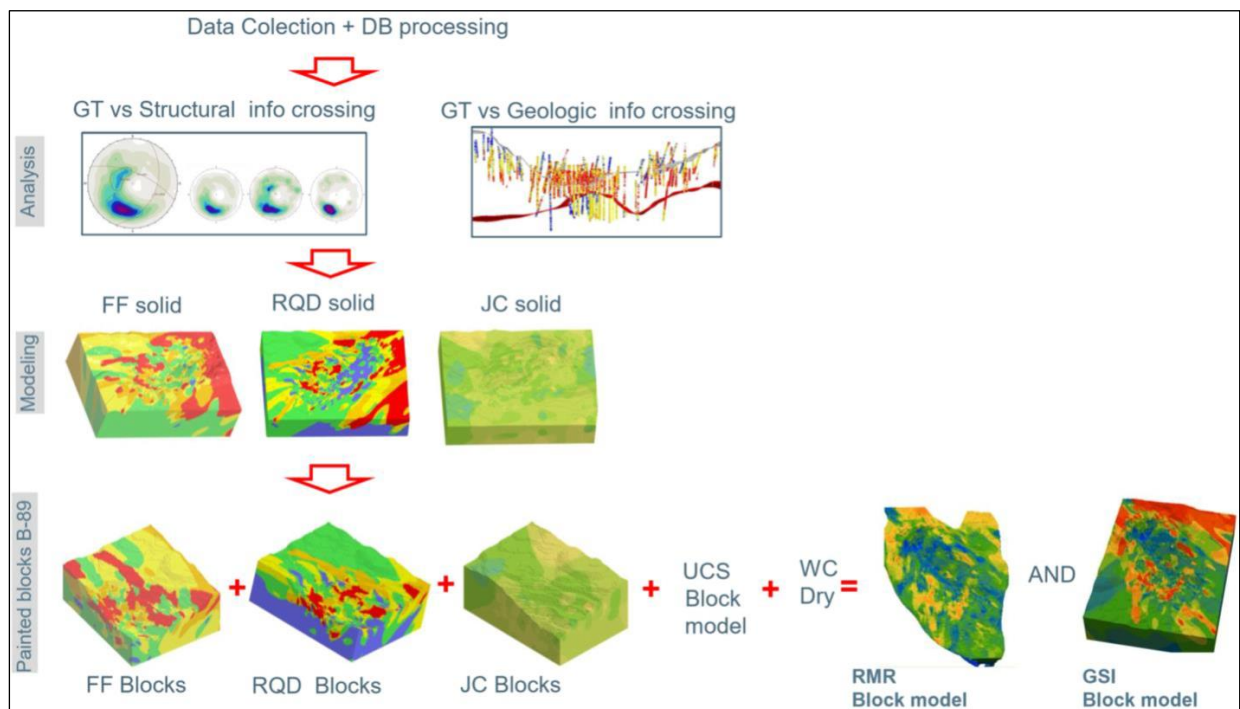 Data Colection + DB processing
GT vs Structural info crossing
GT vs Geologic info crossing
Analysis
FF solid
RQD solid
JC solid
Modeling
Painted blocks B-89
+
+
+
UCS
Block
model
+
WC
Dry
=
AND
FF Blocks
RQD Blocks
JC Blocks
RMR
Block model
GSI
Block model